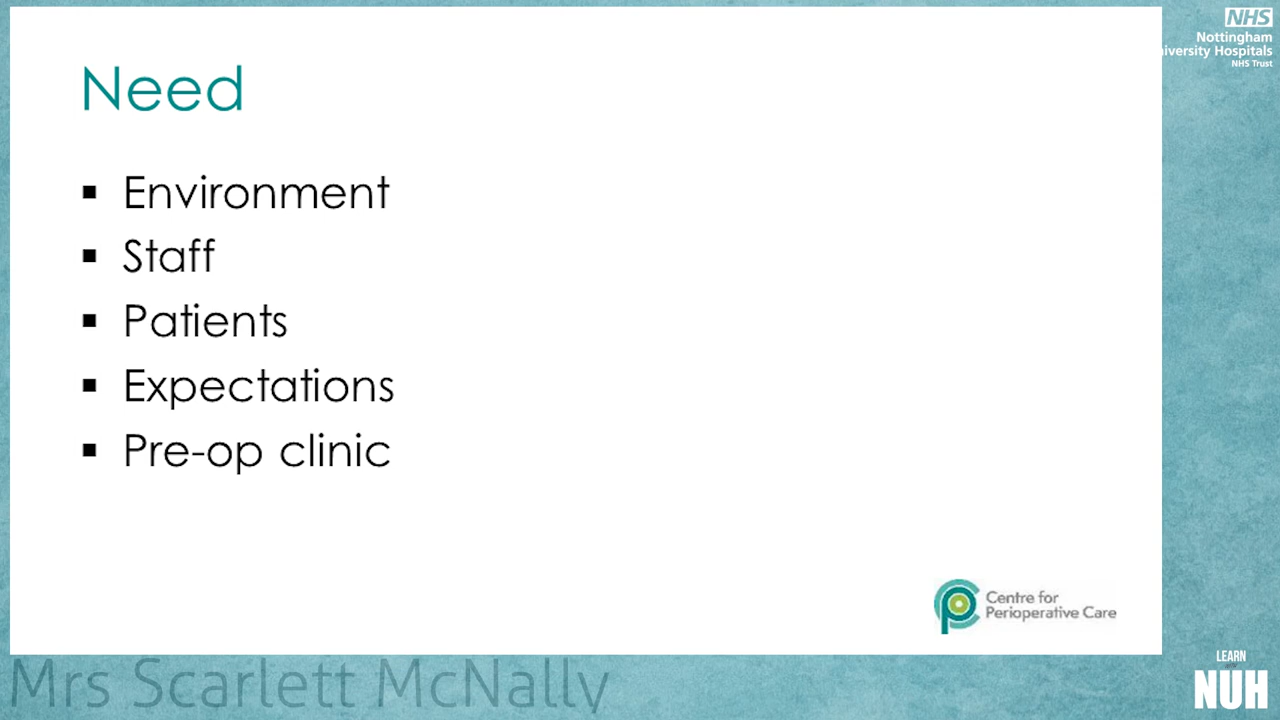 NHS
Nottingham
iversity Hospitals
NHS Trust
Need
▪ Environment
▪ Staff
▪ Patients
▪ Expectations
▪ Pre-op clinic
Centre for
Perioperative Care
Mrs Scarlett McNally
LEARN
NUH